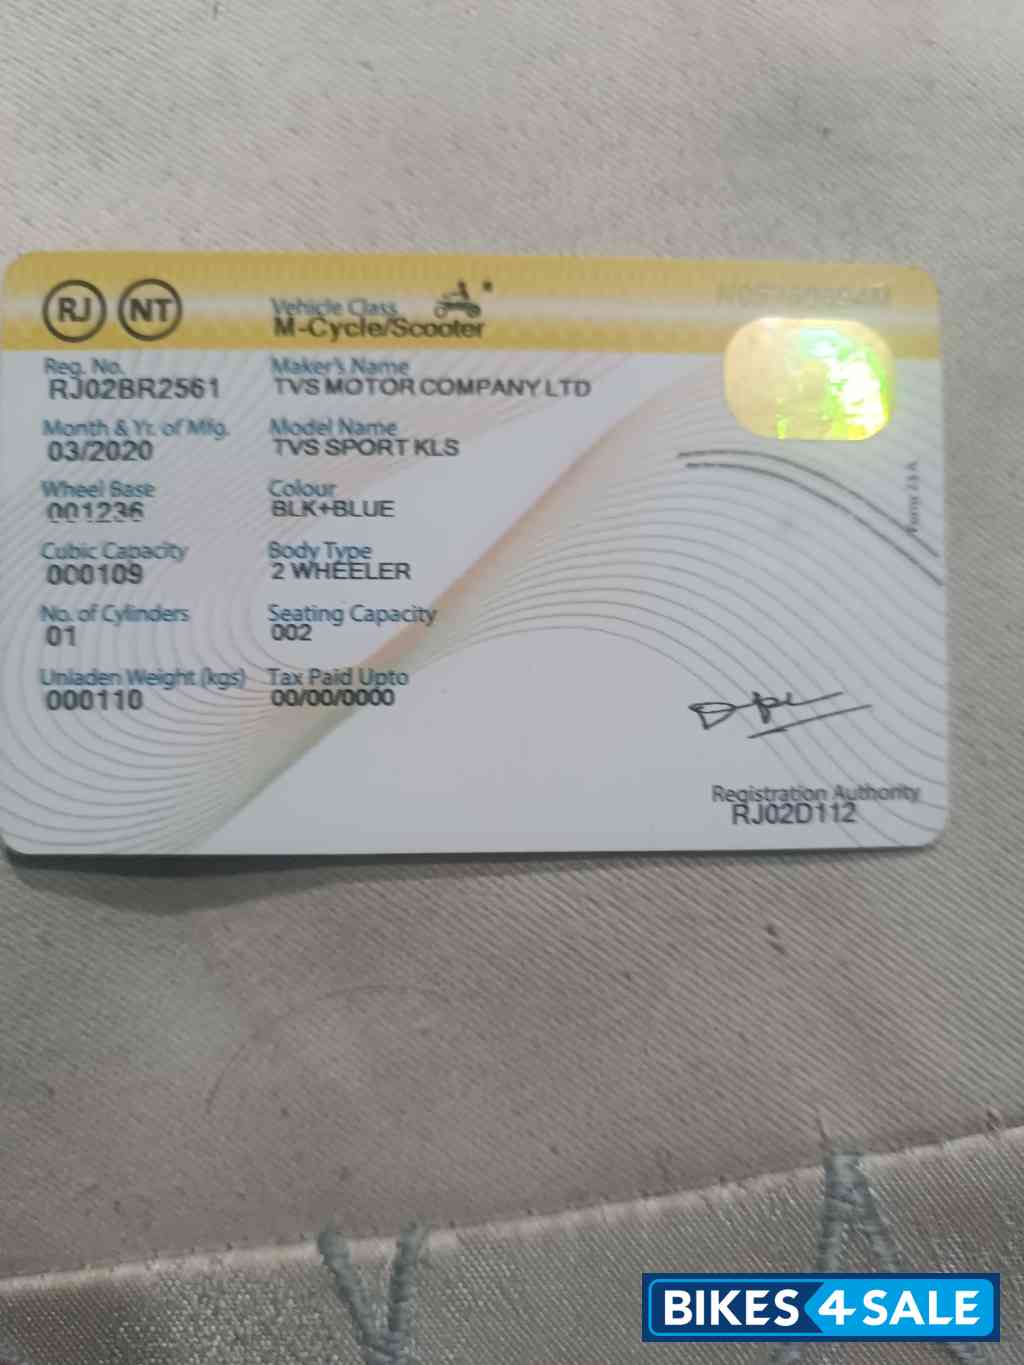 RJ NT
Vehicle Class
M-Cycle/Scooter
Reg. No.
RJ02BR2561
Maker's Name
TVS MOTOR COMPANY LTD
Month & Yr. of Mfg.
03/2020
Model Name
TVS SPORT KLS
Wheel Base
001236
Colour
BLK+BLUE
Cubic Capacity
000109
Body Type
2 WHEELER
No. of Cylinders
01
Seating Capacity
002
Unladen Weight (kgs)
000110
Tax Paid Upto
00/00/0000
Form 23 A
Registration Authority
RJ02D112
BIKES4SALE